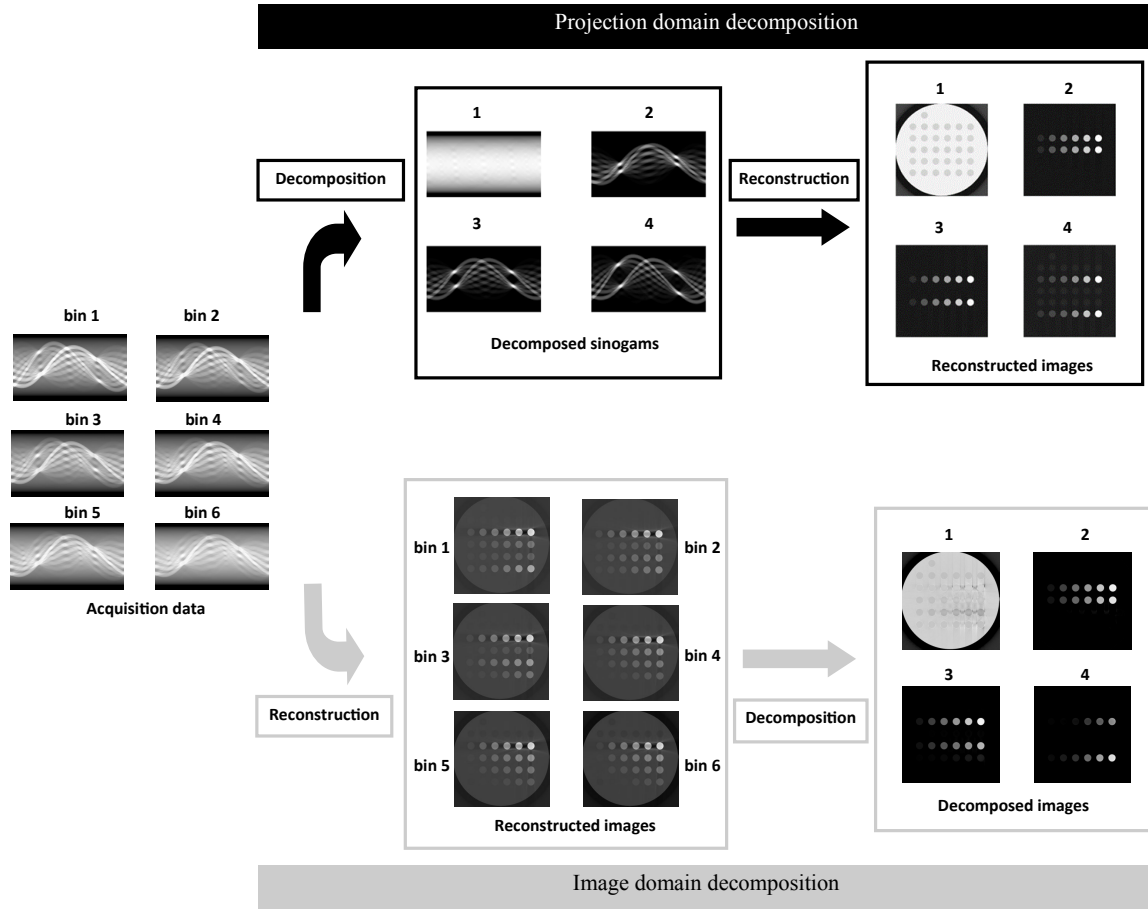 Projection domain decomposition
1
2
Decomposition
3
4
Decomposed sinogams
Reconstruction
1
2
3
4
Reconstructed images
bin 1
bin 2
bin 3
bin 4
bin 5
bin 6
Acquisition data
Reconstruction
bin 1
bin 2
bin 3
bin 4
bin 5
bin 6
Reconstructed images
Decomposition
1
2
3
4
Decomposed images
Image domain decomposition